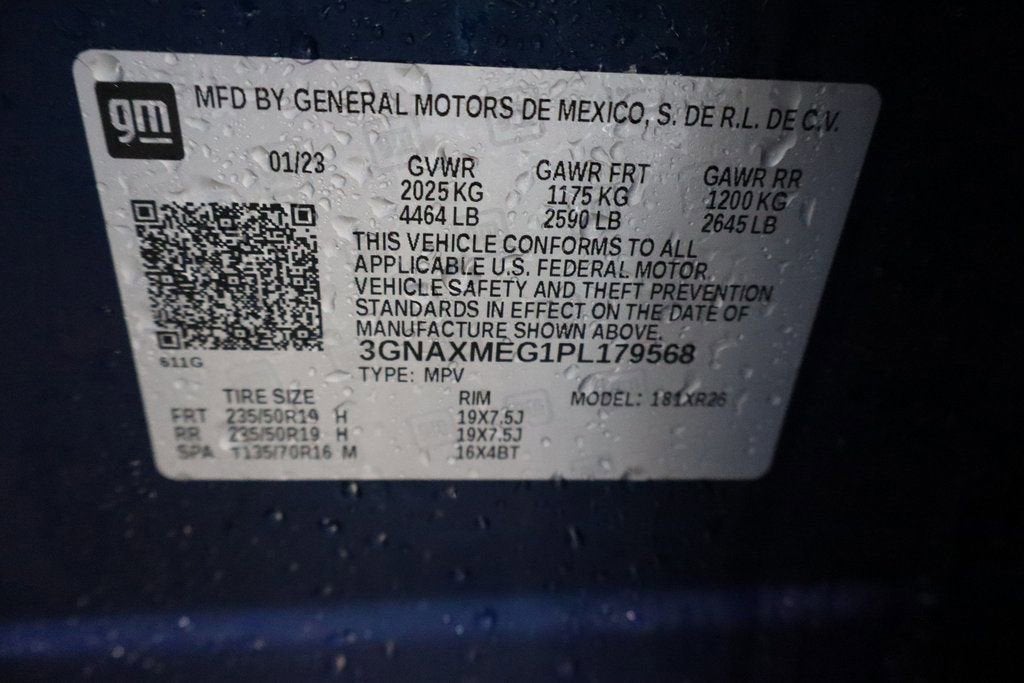 gm
MFD BY GENERAL MOTORS DE MEXICO, S. DE R.L. DE C.V.
01/23 GVWR GAWR FRT GAWR RR
2025 KG 1175 KG 1200 KG
4464 LB 2590 LB 2645 LB
THIS VEHICLE CONFORMS TO ALL
APPLICABLE U.S. FEDERAL MOTOR
VEHICLE SAFETY AND THEFT PREVENTION
STANDARDS IN EFFECT ON THE DATE OF
MANUFACTURE SHOWN ABOVE.
3GNAXMEG1PL179568
611G
TYPE: MPV
TIRE SIZE RIM MODEL: 181XR26
FRT 235/50R19 H 19X7.5J
RR 235/50R19 H 19X7.5J
SPA T135/70R16 M 16X4BT